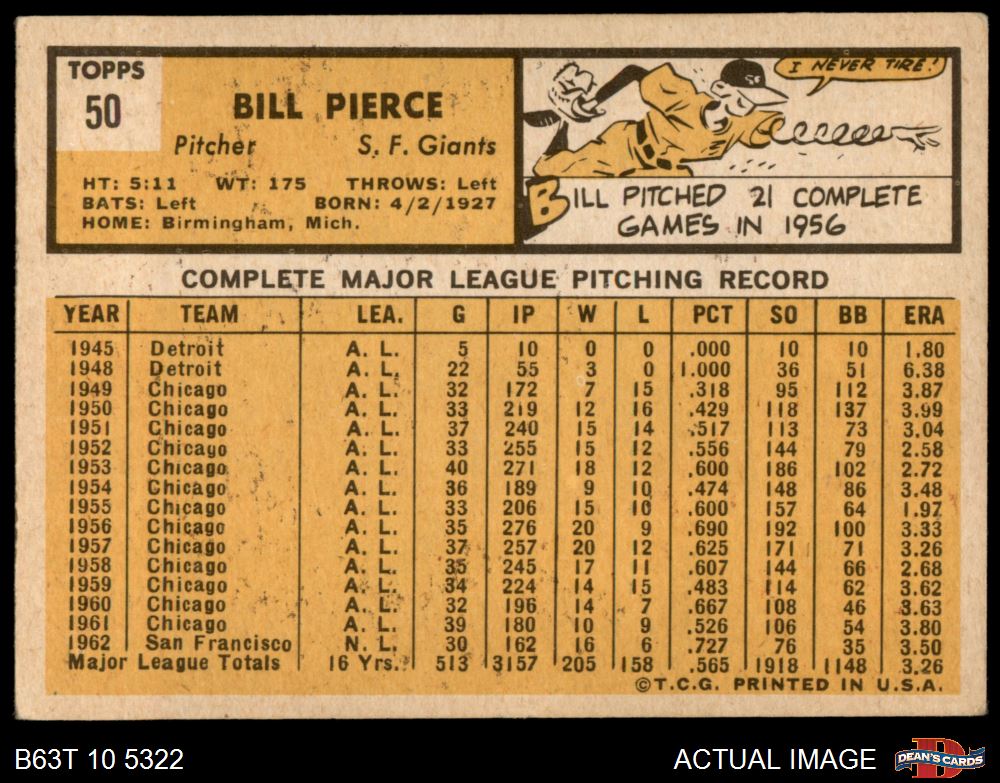 TOPPS
50
BILL PIERCE
Pitcher S. F. Giants
HT: 5:11 WT: 175 THROWS: Left
BATS: Left BORN: 4/2/1927
HOME: Birmingham, Mich.
I NEVER TIRE!
SF
BILL PITCHED 21 COMPLETE
GAMES IN 1956
COMPLETE MAJOR LEAGUE PITCHING RECORD
YEAR TEAM LEA. G IP W L PCT SO BB ERA
1945 Detroit A. L. 5 10 0 0 .000 10 10 1.80
1948 Detroit A. L. 22 55 3 0 1.000 36 51 6.38
1949 Chicago A. L. 32 172 7 15 .318 95 112 3.87
1950 Chicago A. L. 33 219 12 16 .429 118 137 3.99
1951 Chicago A. L. 37 240 15 14 .517 113 73 3.04
1952 Chicago A. L. 33 255 15 12 .556 144 79 2.58
1953 Chicago A. L. 40 271 18 12 .600 186 102 2.72
1954 Chicago A. L. 36 189 9 10 .474 148 86 3.48
1955 Chicago A. L. 33 206 15 10 .600 157 64 1.97
1956 Chicago A. L. 35 276 20 9 .690 192 100 3.33
1957 Chicago A. L. 37 257 20 12 .625 171 71 3.26
1958 Chicago A. L. 35 245 17 11 .607 144 66 2.68
1959 Chicago A. L. 34 224 14 15 .483 114 62 3.62
1960 Chicago A. L. 32 196 14 7 .667 108 46 3.63
1961 Chicago A. L. 39 180 10 9 .526 106 54 3.80
1962 San Francisco N. L. 30 162 16 6 .727 76 35 3.50
Major League Totals 16 Yrs. 513 3157 205 158 .565 1918 1148 3.26
©T.C.G. PRINTED IN U.S.A.
B63T 10 5322 ACTUAL IMAGE D DEAN'S CARDS